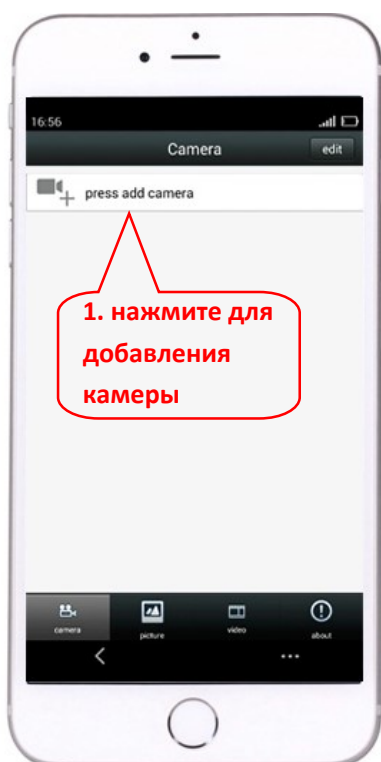 16:56
Camera edit
press add camera
1. нажмите для
добавления
камеры
camera picture video about